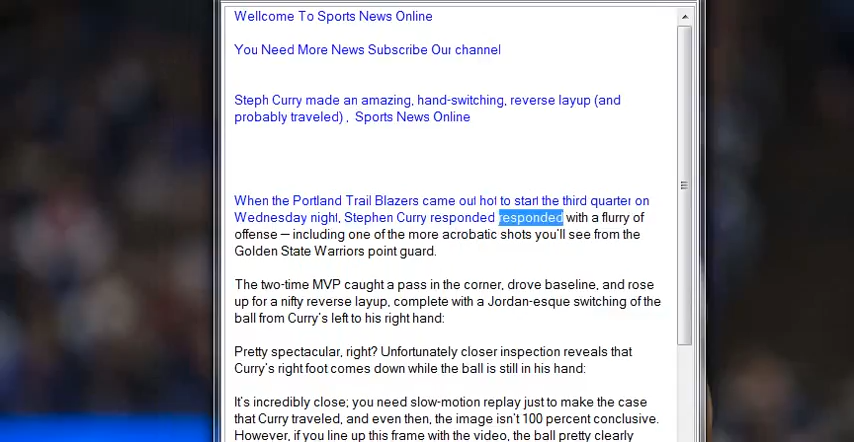 Wellcome To Sports News Online
You Need More News Subscribe Our channel
Steph Curry made an amazing, hand-switching, reverse layup (and
probably traveled) , Sports News Online
When the Portland Trail Blazers came out hot to start the third quarter on
Wednesday night, Stephen Curry responded responded with a flurry of
offense — including one of the more acrobatic shots you'll see from the
Golden State Warriors point guard.
The two-time MVP caught a pass in the corner, drove baseline, and rose
up for a nifty reverse layup, complete with a Jordan-esque switching of the
ball from Curry's left to his right hand:
Pretty spectacular, right? Unfortunately closer inspection reveals that
Curry's right foot comes down while the ball is still in his hand:
It's incredibly close; you need slow-motion replay just to make the case
that Curry traveled, and even then, the image isn't 100 percent conclusive.
However, if you line up this frame with the video, the ball pretty clearly